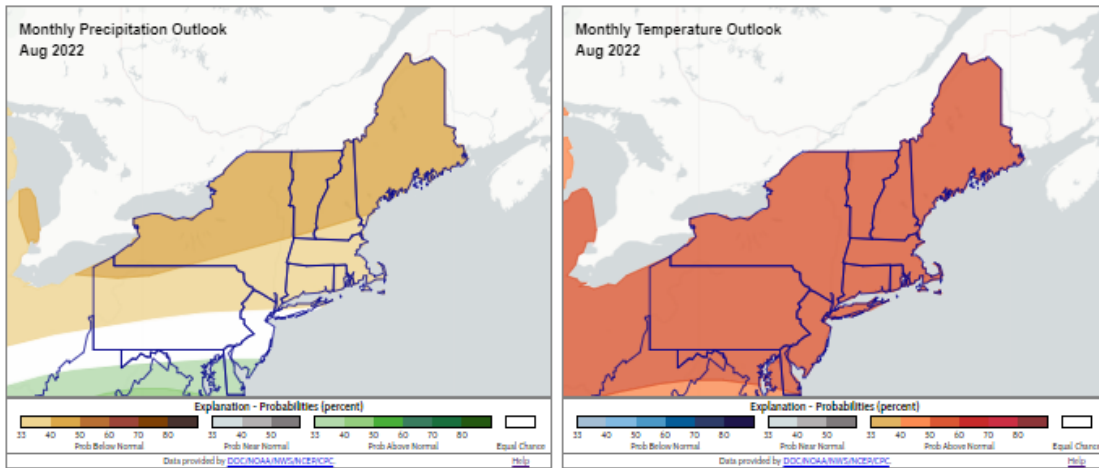 Monthly Precipitation Outlook
Aug 2022
Explanation - Probabilities (percent)
33 40 50 60 70 80 33 40 50 33 40 50 60 70 80
Prob Below Normal Prob Near Normal Prob Above Normal Equal Chance
Data provided by DOC/NOAA/NWS/NCEP/CPC. Help
Monthly Temperature Outlook
Aug 2022
Explanation - Probabilities (percent)
33 40 50 60 70 80 33 40 50 33 40 50 60 70 80
Prob Below Normal Prob Near Normal Prob Above Normal Equal Chance
Data provided by DOC/NOAA/NWS/NCEP/CPC. Help